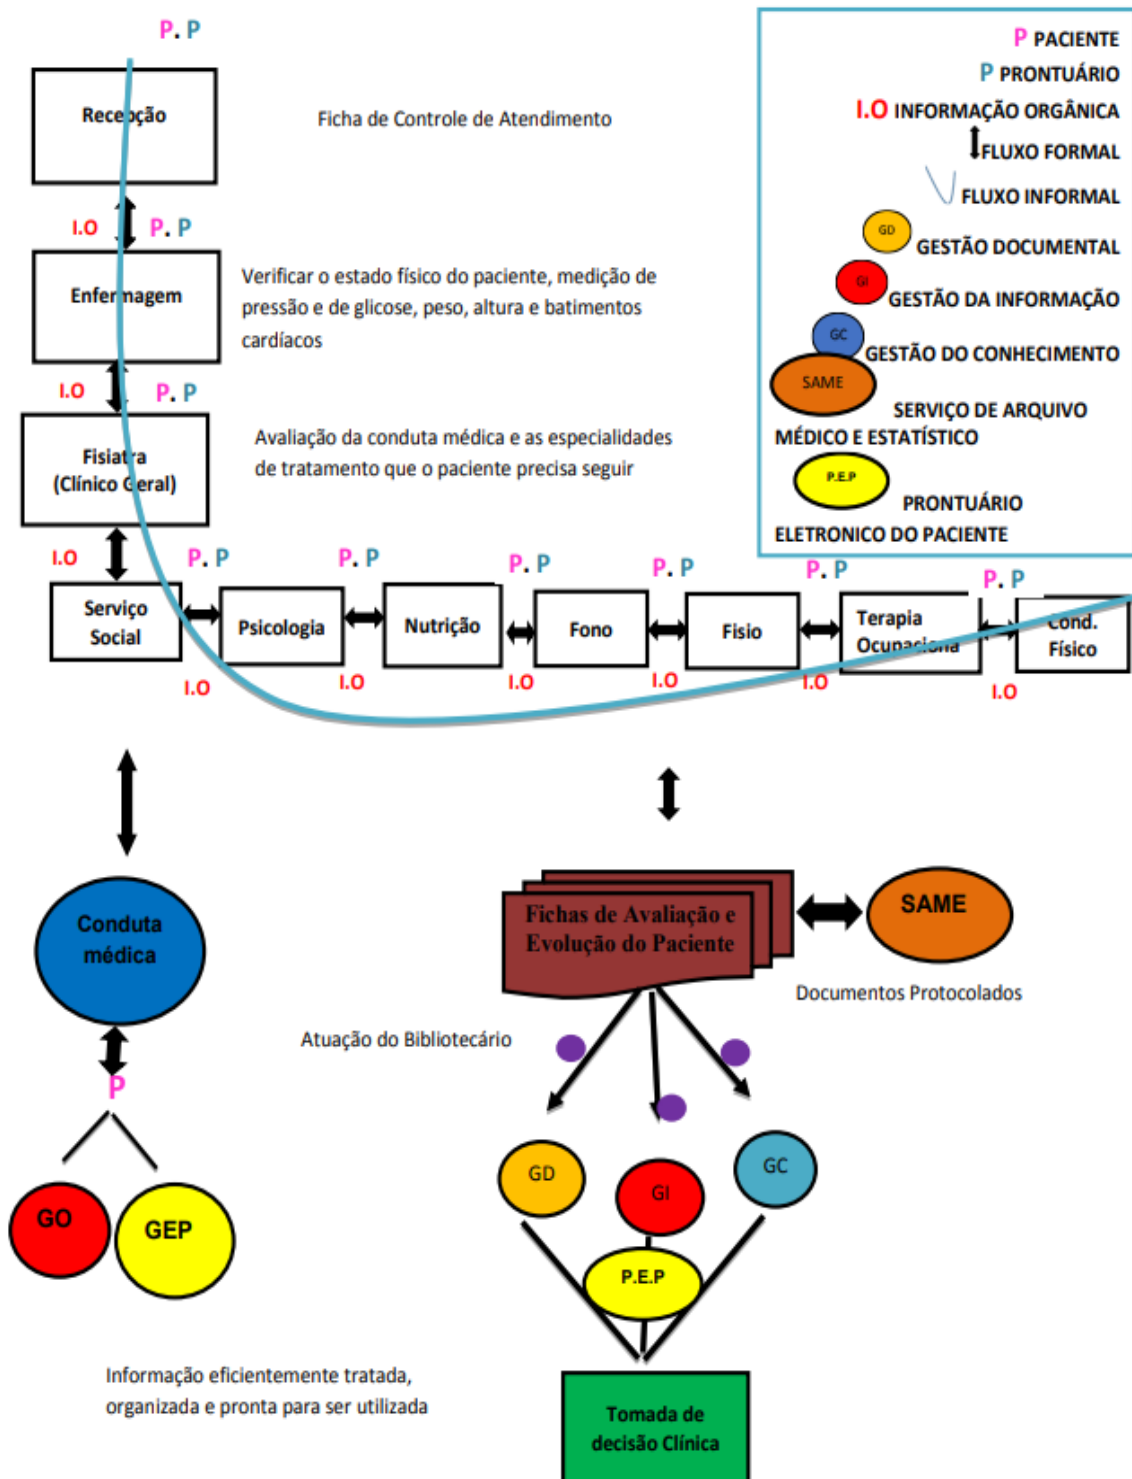 P. P
Recepção
Ficha de Controle de Atendimento
I.O
P. P
Enfermagem
Verificar o estado físico do paciente, medição de
pressão e de glicose, peso, altura e batimentos
cardíacos
I.O
P. P
Fisiatra
(Clínico Geral)
Avaliação da conduta médica e as especialidades
de tratamento que o paciente precisa seguir
P PACIENTE
P PRONTUÁRIO
I.O INFORMAÇÃO ORGÂNICA
FLUXO FORMAL
FLUXO INFORMAL
GD
GESTÃO DOCUMENTAL
GI
GESTÃO DA INFORMAÇÃO
GC
GESTÃO DO CONHECIMENTO
SAME
SERVIÇO DE ARQUIVO
MÉDICO E ESTATÍSTICO
P.E.P
PRONTUÁRIO
ELETRONICO DO PACIENTE
I.O
P. P
P. P
P. P
P. P
P. P
P. P
Serviço
Social
Psicologia
Nutrição
Fono
Fisio
Terapia
Ocupaciona
Cond.
Físico
I.O
I.O
I.O
I.O
I.O
I.O
Conduta
médica
P
GO
GEP
Informação eficientemente tratada,
organizada e pronta para ser utilizada
Fichas de Avaliação e
Evolução do Paciente
SAME
Documentos Protocolados
Atuação do Bibliotecário
GD
GI
GC
P.E.P
Tomada de
decisão Clínica